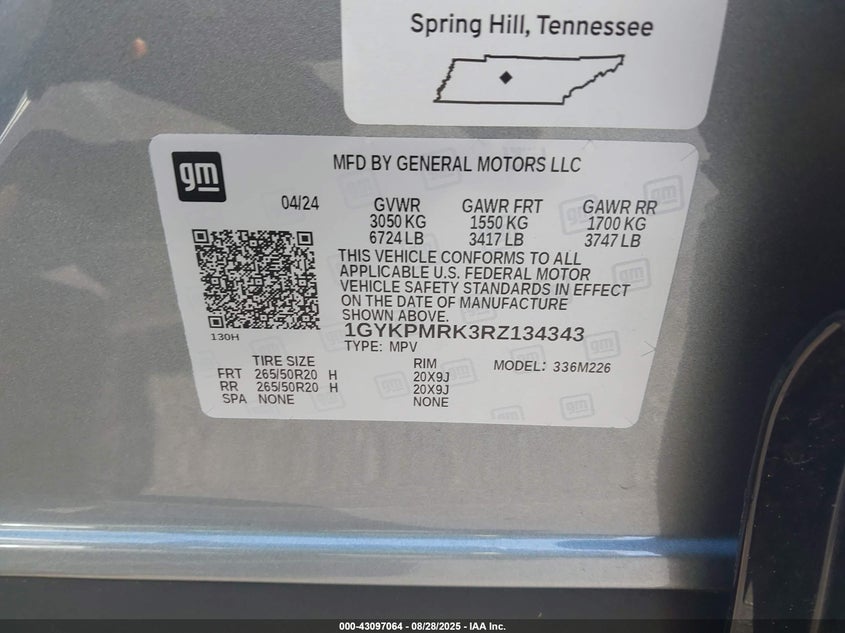 Spring Hill, Tennessee
gm
MFD BY GENERAL MOTORS LLC
04/24 GVWR GAWR FRT GAWR RR
3050 KG 1550 KG 1700 KG
6724 LB 3417 LB 3747 LB
THIS VEHICLE CONFORMS TO ALL
APPLICABLE U.S. FEDERAL MOTOR
VEHICLE SAFETY STANDARDS IN EFFECT
ON THE DATE OF MANUFACTURE
SHOWN ABOVE.
1GYKPMRK3RZ134343
130H
TYPE: MPV
TIRE SIZE RIM MODEL: 336M226
FRT 265/50R20 H 20X9J
RR 265/50R20 H 20X9J
SPA NONE NONE
000-43097064 - 08/28/2025 - IAA Inc.